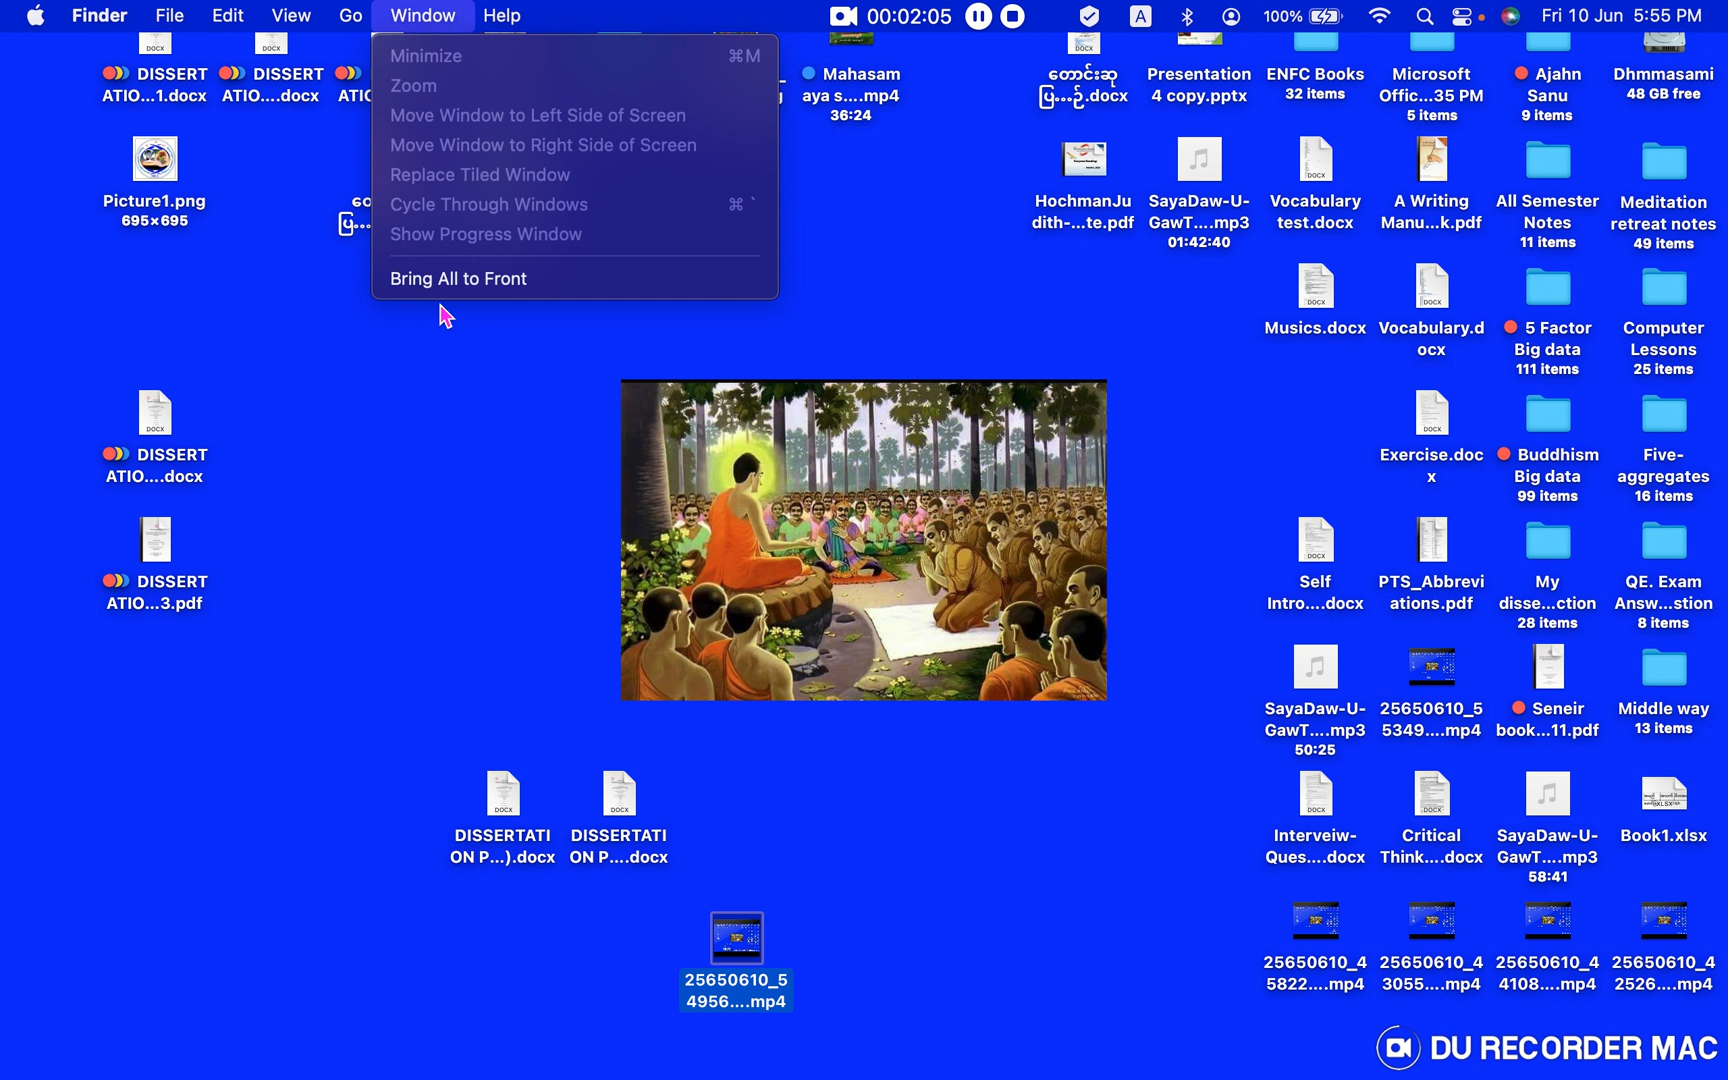 Finder File Edit View Go Window Help 00:02:05 A 100% Fri 10 Jun 5:55 PM
Minimize ⌘M
Zoom
Move Window to Left Side of Screen
Move Window to Right Side of Screen
Replace Tiled Window
Cycle Through Windows ⌘`
Show Progress Window
Bring All to Front
DISSERT
ATIO...1.docx
DISSERT
ATIO....docx
Mahasam
aya s....mp4
36:24
DOCX
တောင်းဆု
Presentation
4 copy.pptx
ENFC Books
32 items
Microsoft
Offic...35 PM
5 items
Ajahn
Sanu
9 items
Dhmmasami
48 GB free
Picture1.png
695×695
HochmanJu
dith-...te.pdf
SayaDaw-U-
GawT....mp3
01:42:40
DOCX
Vocabulary
test.docx
A Writing
Manu...k.pdf
All Semester
Notes
11 items
Meditation
retreat notes
49 items
DOCX
Musics.docx
DOCX
Vocabulary.d
ocx
5 Factor
Big data
111 items
Computer
Lessons
25 items
DOCX
DISSERT
ATIO....docx
DOCX
Exercise.doc
x
Buddhism
Big data
99 items
Five-
aggregates
16 items
DISSERT
ATIO...3.pdf
DOCX
Self
Intro....docx
PTS_Abbrevi
ations.pdf
My
disse...ction
28 items
QE. Exam
Answ...stion
8 items
SayaDaw-U-
GawT....mp3
50:25
25650610_5
5349....mp4
Seneir
book...11.pdf
Middle way
13 items
DOCX
DISSERTATI
ON P...).docx
DOCX
DISSERTATI
ON P....docx
DOCX
Interveiw-
Ques....docx
DOCX
Critical
Think....docx
SayaDaw-U-
GawT....mp3
58:41
XLSX
Book1.xlsx
25650610_5
4956....mp4
25650610_4
5822....mp4
25650610_4
3055....mp4
25650610_4
4108....mp4
25650610_4
2526....mp4
DU RECORDER MAC